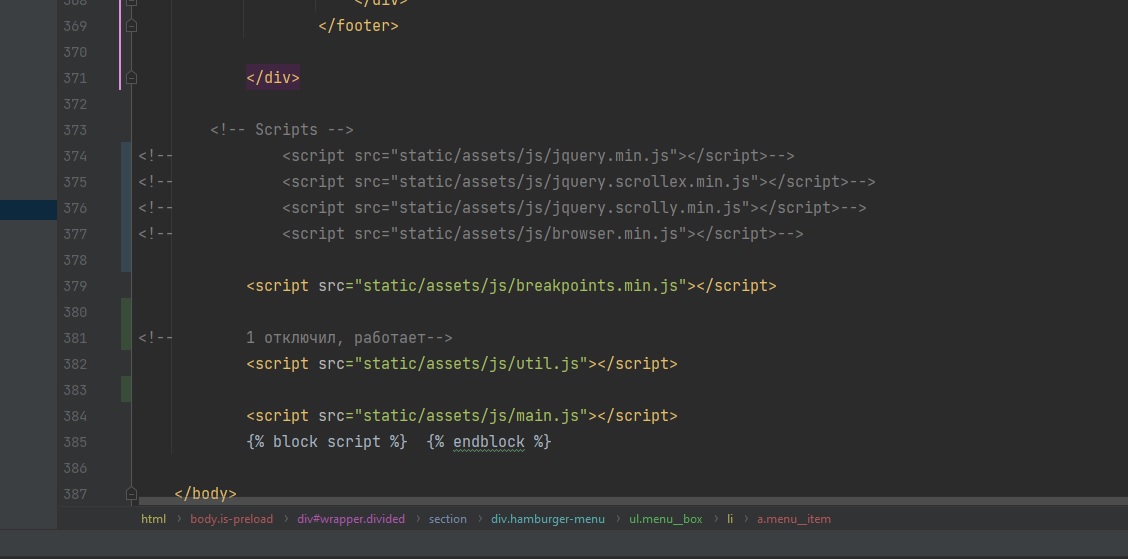 368 </div>
369 </footer>
370
371 </div>
372
373 <!-- Scripts -->
374 <!-- <script src="static/assets/js/jquery.min.js"></script>-->
375 <!-- <script src="static/assets/js/jquery.scrollex.min.js"></script>-->
376 <!-- <script src="static/assets/js/jquery.scrolly.min.js"></script>-->
377 <!-- <script src="static/assets/js/browser.min.js"></script>-->
378
379 <script src="static/assets/js/breakpoints.min.js"></script>
380
381 <!-- 1 отключил, работает-->
382 <script src="static/assets/js/util.js"></script>
383
384 <script src="static/assets/js/main.js"></script>
385 {% block script %} {% endblock %}
386
387 </body>
html › body.is-preload › div#wrapper.divided › section › div.hamburger-menu › ul.menu__box › li › a.menu__item